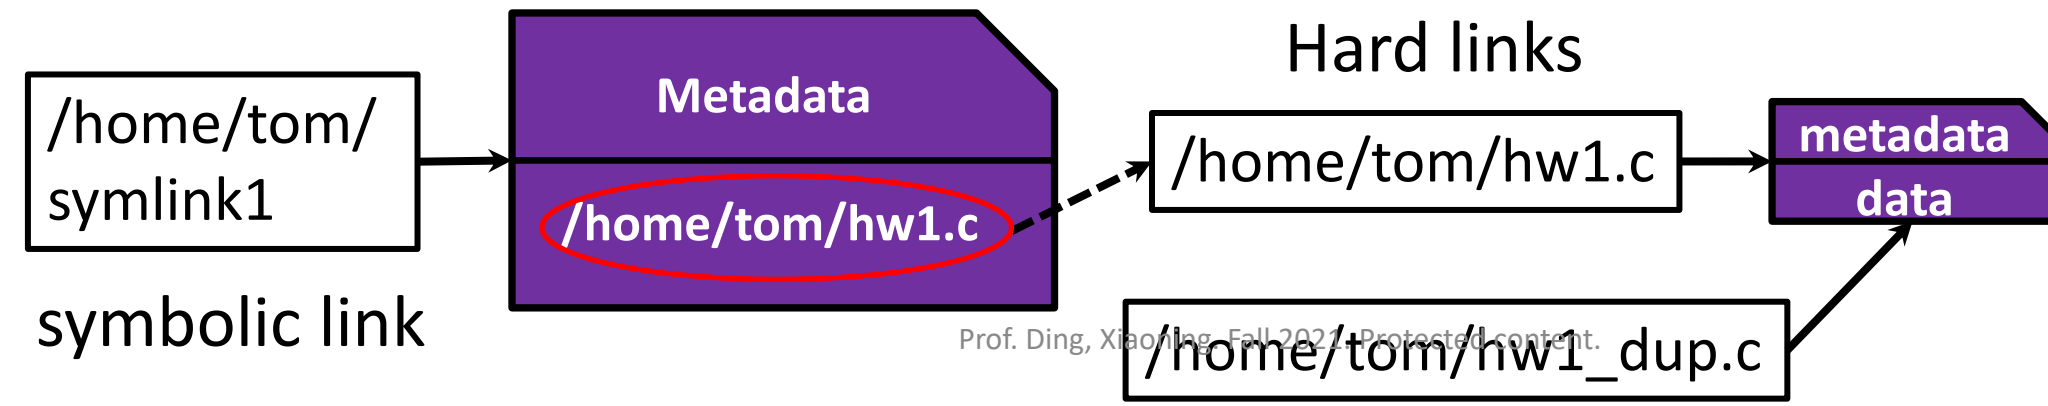 /home/tom/
symlink1
symbolic link
Metadata
/home/tom/hw1.c
Hard links
/home/tom/hw1.c
metadata
data
/home/tom/hw1_dup.c
Prof. Ding, Xiaoning. Fall 2021. Protected content.